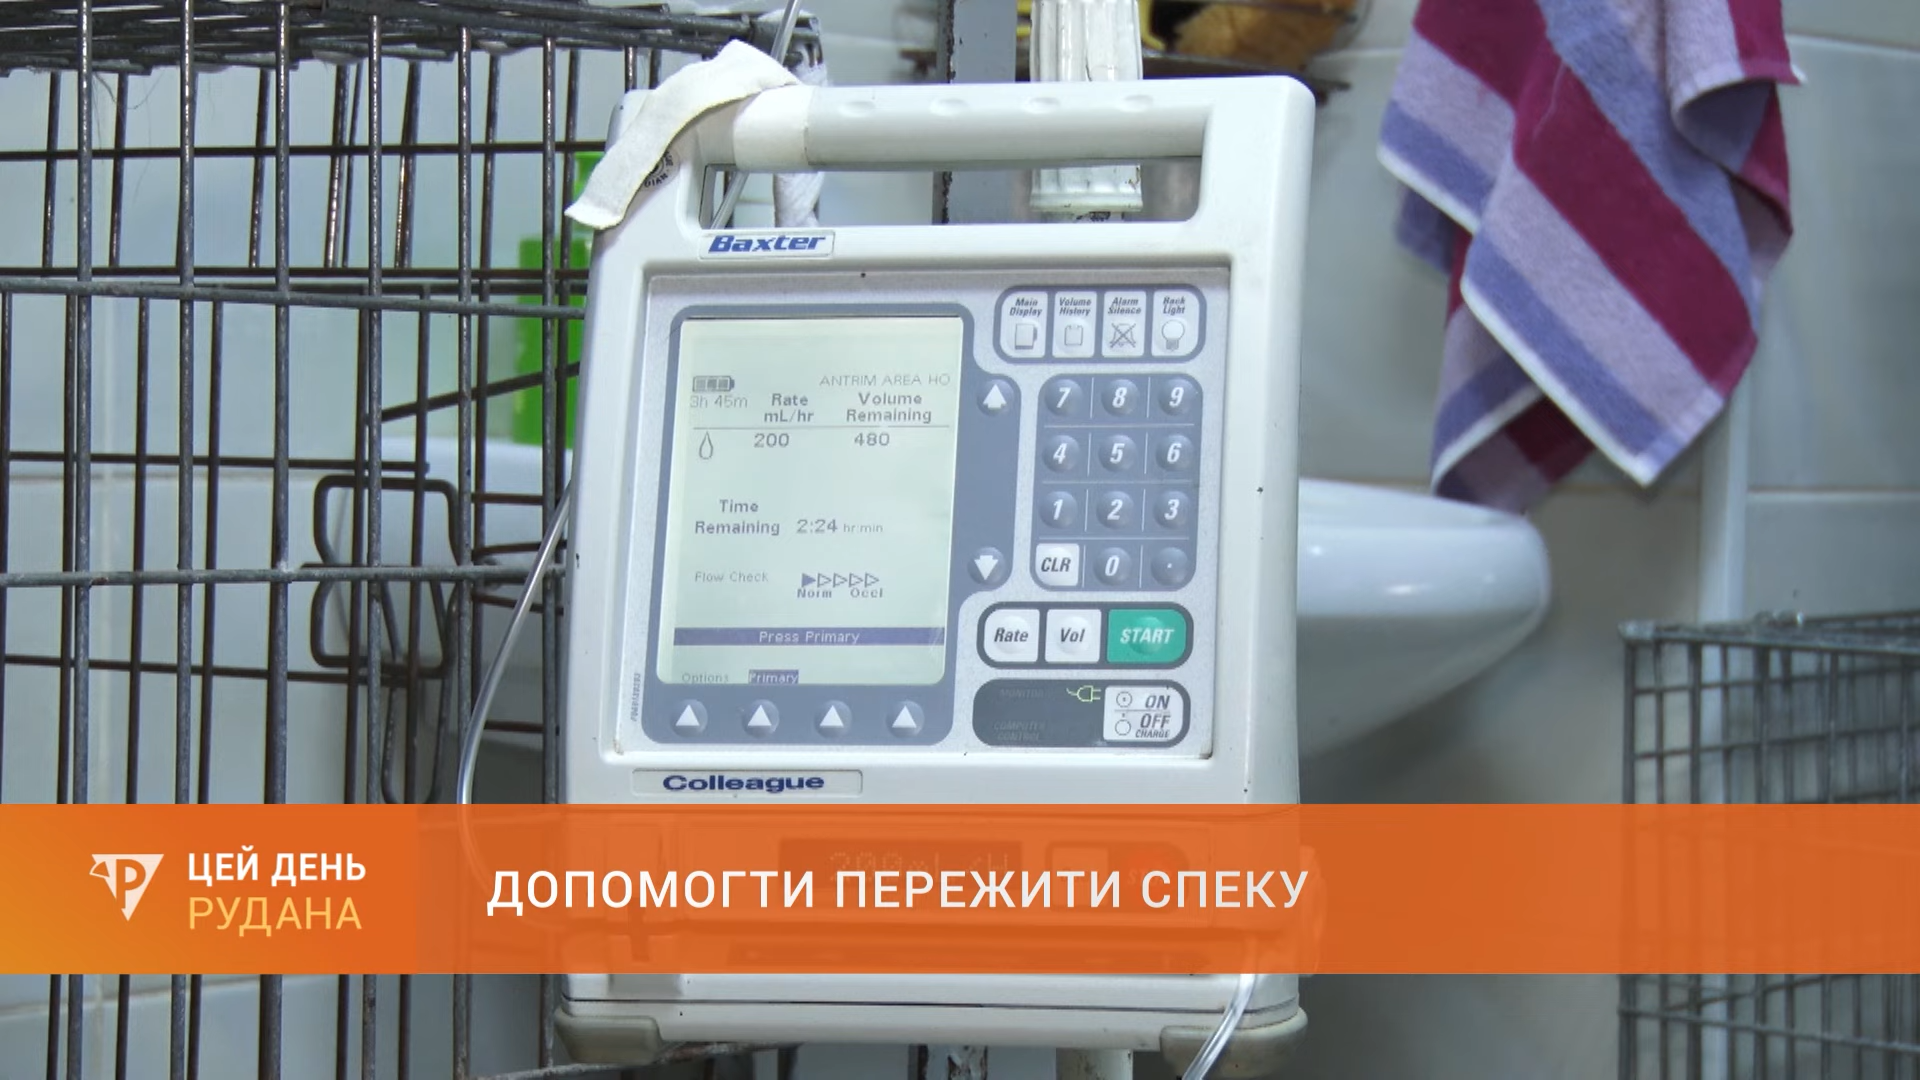 Baxter
Main Display
Volume History
Alarm Silence
Back Light
ANTRIM AREA HO
3h 45m
Rate mL/hr
Volume Remaining
200
480
Time Remaining 2:24 hr:min
Flow Check
Norm Occl
Press Primary
Options Primary
7 8 9
4 5 6
1 2 3
CLR 0 .
Rate Vol START
MONITOR
COMPUTER CONTROL
ON
OFF
CHARGE
Colleague
ЦЕЙ ДЕНЬ
РУДАНА
ДОПОМОГТИ ПЕРЕЖИТИ СПЕКУ